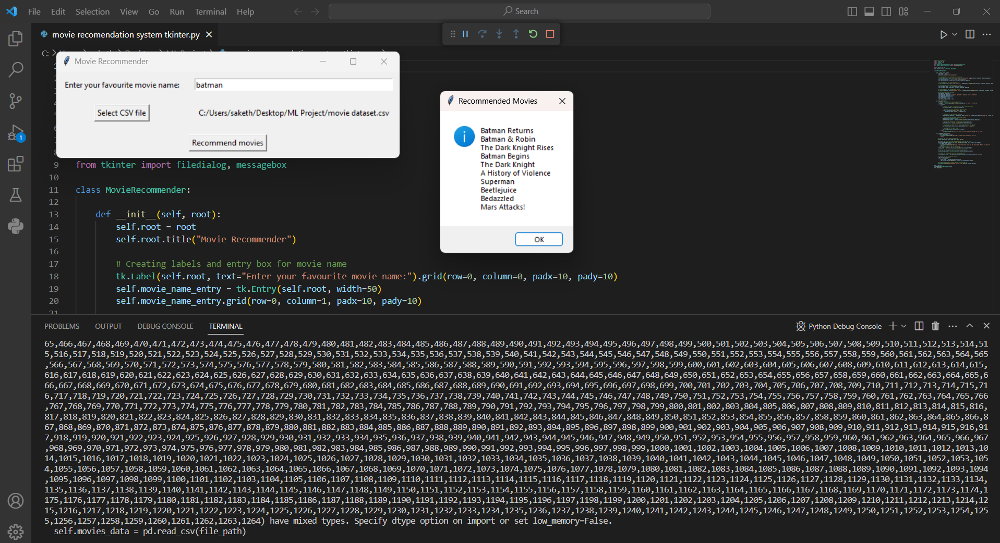 File Edit Selection View Go Run Terminal Help
Search
movie recomendation system tkinter.py
C:
Movie Recommender
Enter your favourite movie name: batman
Select CSV file C:/Users/saketh/Desktop/ML Project/movie dataset.csv
Recommend movies
Recommended Movies
Batman Returns
Batman & Robin
The Dark Knight Rises
Batman Begins
The Dark Knight
A History of Violence
Superman
Beetlejuice
Bedazzled
Mars Attacks!
OK
1
9 from tkinter import filedialog, messagebox
10
11 class MovieRecommender:
12
13 def __init__(self, root):
14 self.root = root
15 self.root.title("Movie Recommender")
16
17 # Creating labels and entry box for movie name
18 tk.Label(self.root, text="Enter your favourite movie name:").grid(row=0, column=0, padx=10, pady=10)
19 self.movie_name_entry = tk.Entry(self.root, width=50)
20 self.movie_name_entry.grid(row=0, column=1, padx=10, pady=10)
21
PROBLEMS OUTPUT DEBUG CONSOLE TERMINAL Python Debug Console
65,466,467,468,469,470,471,472,473,474,475,476,477,478,479,480,481,482,483,484,485,486,487,488,489,490,491,492,493,494,495,496,497,498,499,500,501,502,503,504,505,506,507,508,509,510,511,512,513,514,51
5,516,517,518,519,520,521,522,523,524,525,526,527,528,529,530,531,532,533,534,535,536,537,538,539,540,541,542,543,544,545,546,547,548,549,550,551,552,553,554,555,556,557,558,559,560,561,562,563,564,565
,566,567,568,569,570,571,572,573,574,575,576,577,578,579,580,581,582,583,584,585,586,587,588,589,590,591,592,593,594,595,596,597,598,599,600,601,602,603,604,605,606,607,608,609,610,611,612,613,614,615,
616,617,618,619,620,621,622,623,624,625,626,627,628,629,630,631,632,633,634,635,636,637,638,639,640,641,642,643,644,645,646,647,648,649,650,651,652,653,654,655,656,657,658,659,660,661,662,663,664,665,6
66,667,668,669,670,671,672,673,674,675,676,677,678,679,680,681,682,683,684,685,686,687,688,689,690,691,692,693,694,695,696,697,698,699,700,701,702,703,704,705,706,707,708,709,710,711,712,713,714,715,71
6,717,718,719,720,721,722,723,724,725,726,727,728,729,730,731,732,733,734,735,736,737,738,739,740,741,742,743,744,745,746,747,748,749,750,751,752,753,754,755,756,757,758,759,760,761,762,763,764,765,766
,767,768,769,770,771,772,773,774,775,776,777,778,779,780,781,782,783,784,785,786,787,788,789,790,791,792,793,794,795,796,797,798,799,800,801,802,803,804,805,806,807,808,809,810,811,812,813,814,815,816,
817,818,819,820,821,822,823,824,825,826,827,828,829,830,831,832,833,834,835,836,837,838,839,840,841,842,843,844,845,846,847,848,849,850,851,852,853,854,855,856,857,858,859,860,861,862,863,864,865,866,8
67,868,869,870,871,872,873,874,875,876,877,878,879,880,881,882,883,884,885,886,887,888,889,890,891,892,893,894,895,896,897,898,899,900,901,902,903,904,905,906,907,908,909,910,911,912,913,914,915,916,91
7,918,919,920,921,922,923,924,925,926,927,928,929,930,931,932,933,934,935,936,937,938,939,940,941,942,943,944,945,946,947,948,949,950,951,952,953,954,955,956,957,958,959,960,961,962,963,964,965,966,967
,968,969,970,971,972,973,974,975,976,977,978,979,980,981,982,983,984,985,986,987,988,989,990,991,992,993,994,995,996,997,998,999,1000,1001,1002,1003,1004,1005,1006,1007,1008,1009,1010,1011,1012,1013,10
14,1015,1016,1017,1018,1019,1020,1021,1022,1023,1024,1025,1026,1027,1028,1029,1030,1031,1032,1033,1034,1035,1036,1037,1038,1039,1040,1041,1042,1043,1044,1045,1046,1047,1048,1049,1050,1051,1052,1053,105
4,1055,1056,1057,1058,1059,1060,1061,1062,1063,1064,1065,1066,1067,1068,1069,1070,1071,1072,1073,1074,1075,1076,1077,1078,1079,1080,1081,1082,1083,1084,1085,1086,1087,1088,1089,1090,1091,1092,1093,1094
,1095,1096,1097,1098,1099,1100,1101,1102,1103,1104,1105,1106,1107,1108,1109,1110,1111,1112,1113,1114,1115,1116,1117,1118,1119,1120,1121,1122,1123,1124,1125,1126,1127,1128,1129,1130,1131,1132,1133,1134,
1135,1136,1137,1138,1139,1140,1141,1142,1143,1144,1145,1146,1147,1148,1149,1150,1151,1152,1153,1154,1155,1156,1157,1158,1159,1160,1161,1162,1163,1164,1165,1166,1167,1168,1169,1170,1171,1172,1173,1174,1
175,1176,1177,1178,1179,1180,1181,1182,1183,1184,1185,1186,1187,1188,1189,1190,1191,1192,1193,1194,1195,1196,1197,1198,1199,1200,1201,1202,1203,1204,1205,1206,1207,1208,1209,1210,1211,1212,1213,1214,12
15,1216,1217,1218,1219,1220,1221,1222,1223,1224,1225,1226,1227,1228,1229,1230,1231,1232,1233,1234,1235,1236,1237,1238,1239,1240,1241,1242,1243,1244,1245,1246,1247,1248,1249,1250,1251,1252,1253,1254,125
5,1256,1257,1258,1259,1260,1261,1262,1263,1264) have mixed types. Specify dtype option on import or set low_memory=False.
self.movies_data = pd.read_csv(file_path)